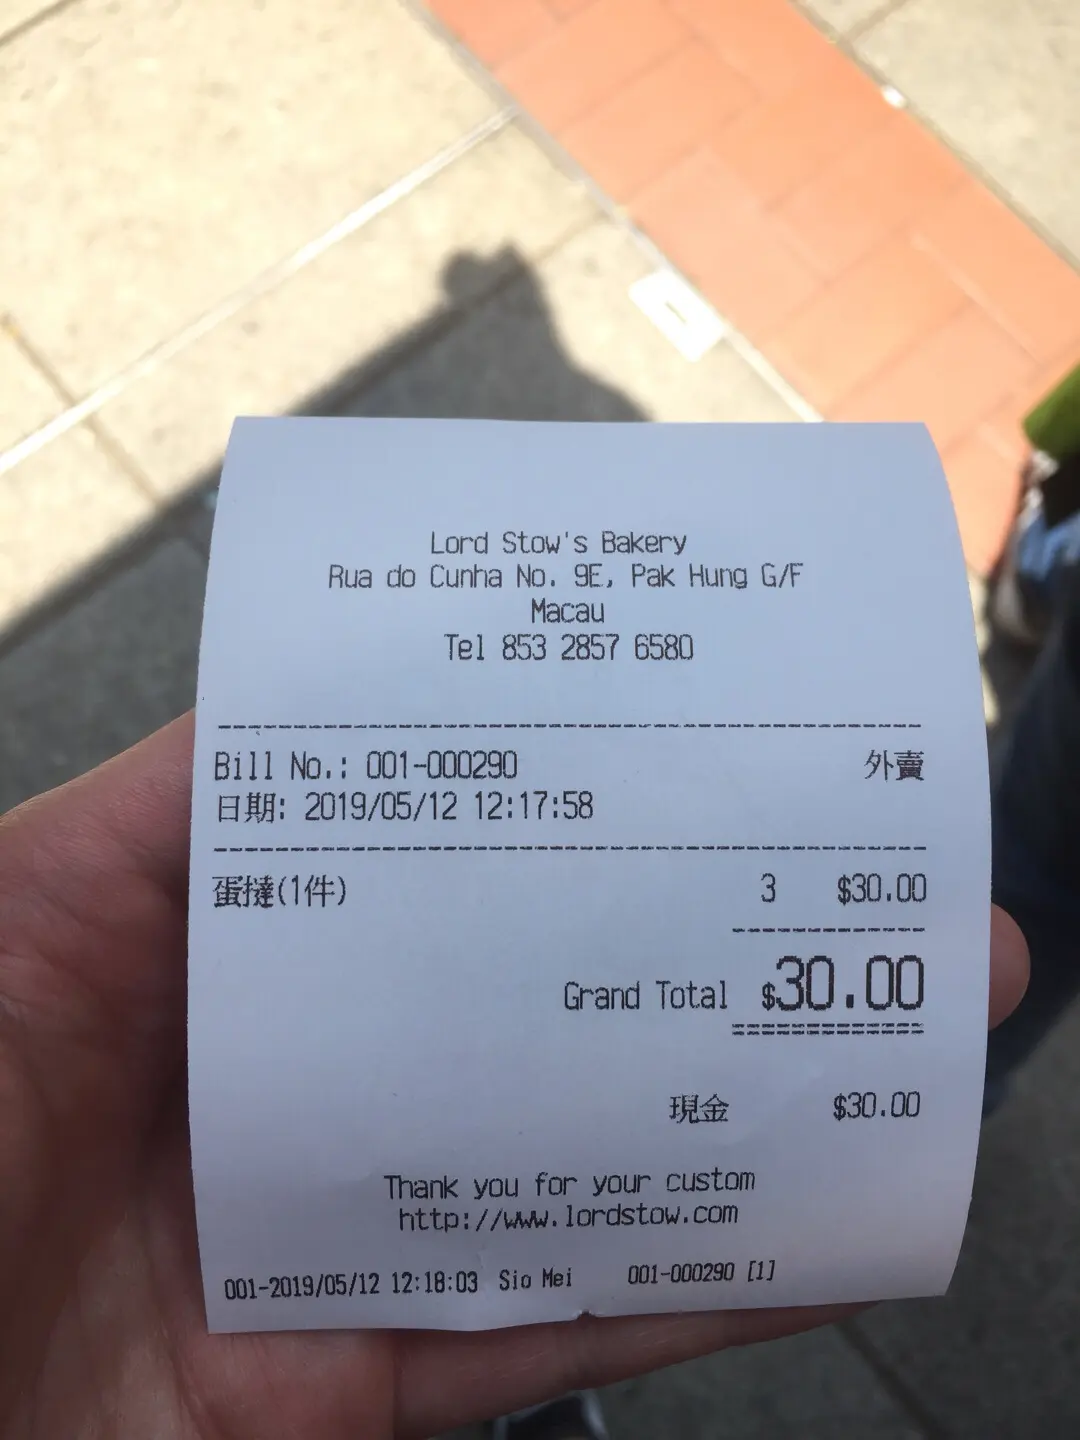 Lord Stow's Bakery
Rua do Cunha No. 9E, Pak Hung G/F
Macau
Tel 853 2857 6580
Bill No.: 001-000290 外賣
日期: 2019/05/12 12:17:58
蛋撻(1件) 3 $30.00
Grand Total $30.00
現金 $30.00
Thank you for your custom
http://www.lordstow.com
001-2019/05/12 12:18:03 Sio Mei 001-000290 [1]